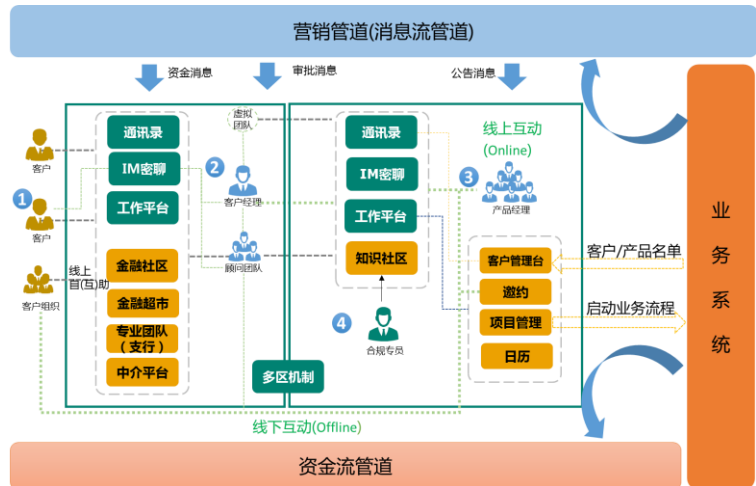 营销管道(消息流管道)
资金消息
审批消息
公告消息
虚拟
团队
通讯录
IM密聊
工作平台
金融社区
金融超市
专业团队
（支行）
中介平台
客户
1
客户
线上
自(互)助
客户组织
2
客户经理
顾问团队
多区机制
通讯录
IM密聊
工作平台
知识社区
4
合规专员
线上互动
(Online)
3
产品经理
客户管理台
邀约
项目管理
日历
客户/产品名单
启动业务流程
业
务
系
统
线下互动(Offline)
资金流管道